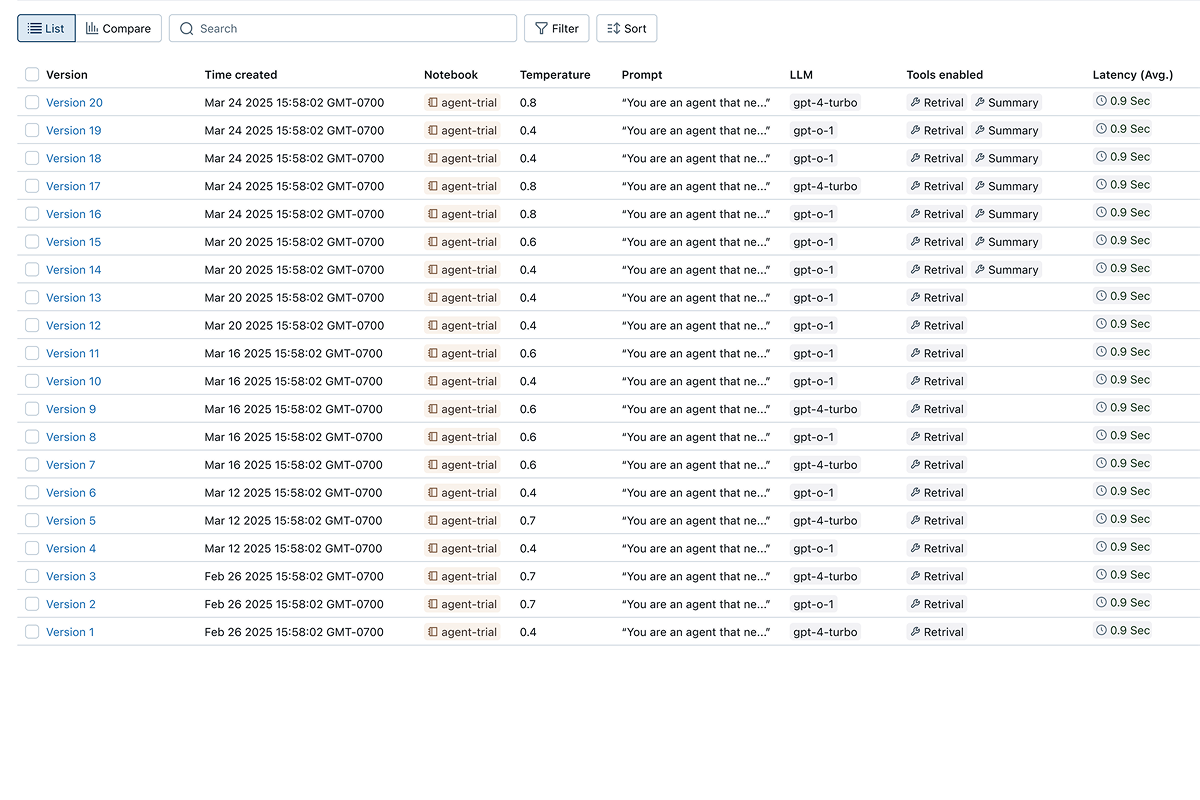 List Compare Search Filter Sort
Version Time created Notebook Temperature Prompt LLM Tools enabled Latency (Avg.)
Version 20 Mar 24 2025 15:58:02 GMT-0700 agent-trial 0.8 “You are an agent that ne...” gpt-4-turbo Retrival Summary 0.9 Sec
Version 19 Mar 24 2025 15:58:02 GMT-0700 agent-trial 0.4 “You are an agent that ne...” gpt-o-1 Retrival Summary 0.9 Sec
Version 18 Mar 24 2025 15:58:02 GMT-0700 agent-trial 0.4 “You are an agent that ne...” gpt-o-1 Retrival Summary 0.9 Sec
Version 17 Mar 24 2025 15:58:02 GMT-0700 agent-trial 0.8 “You are an agent that ne...” gpt-4-turbo Retrival Summary 0.9 Sec
Version 16 Mar 24 2025 15:58:02 GMT-0700 agent-trial 0.8 “You are an agent that ne...” gpt-o-1 Retrival Summary 0.9 Sec
Version 15 Mar 20 2025 15:58:02 GMT-0700 agent-trial 0.6 “You are an agent that ne...” gpt-o-1 Retrival Summary 0.9 Sec
Version 14 Mar 20 2025 15:58:02 GMT-0700 agent-trial 0.4 “You are an agent that ne...” gpt-o-1 Retrival Summary 0.9 Sec
Version 13 Mar 20 2025 15:58:02 GMT-0700 agent-trial 0.4 “You are an agent that ne...” gpt-o-1 Retrival 0.9 Sec
Version 12 Mar 20 2025 15:58:02 GMT-0700 agent-trial 0.4 “You are an agent that ne...” gpt-o-1 Retrival 0.9 Sec
Version 11 Mar 16 2025 15:58:02 GMT-0700 agent-trial 0.6 “You are an agent that ne...” gpt-o-1 Retrival 0.9 Sec
Version 10 Mar 16 2025 15:58:02 GMT-0700 agent-trial 0.4 “You are an agent that ne...” gpt-o-1 Retrival 0.9 Sec
Version 9 Mar 16 2025 15:58:02 GMT-0700 agent-trial 0.6 “You are an agent that ne...” gpt-4-turbo Retrival 0.9 Sec
Version 8 Mar 16 2025 15:58:02 GMT-0700 agent-trial 0.6 “You are an agent that ne...” gpt-o-1 Retrival 0.9 Sec
Version 7 Mar 16 2025 15:58:02 GMT-0700 agent-trial 0.6 “You are an agent that ne...” gpt-4-turbo Retrival 0.9 Sec
Version 6 Mar 12 2025 15:58:02 GMT-0700 agent-trial 0.4 “You are an agent that ne...” gpt-o-1 Retrival 0.9 Sec
Version 5 Mar 12 2025 15:58:02 GMT-0700 agent-trial 0.7 “You are an agent that ne...” gpt-4-turbo Retrival 0.9 Sec
Version 4 Mar 12 2025 15:58:02 GMT-0700 agent-trial 0.4 “You are an agent that ne...” gpt-o-1 Retrival 0.9 Sec
Version 3 Feb 26 2025 15:58:02 GMT-0700 agent-trial 0.7 “You are an agent that ne...” gpt-4-turbo Retrival 0.9 Sec
Version 2 Feb 26 2025 15:58:02 GMT-0700 agent-trial 0.7 “You are an agent that ne...” gpt-o-1 Retrival 0.9 Sec
Version 1 Feb 26 2025 15:58:02 GMT-0700 agent-trial 0.4 “You are an agent that ne...” gpt-4-turbo Retrival 0.9 Sec